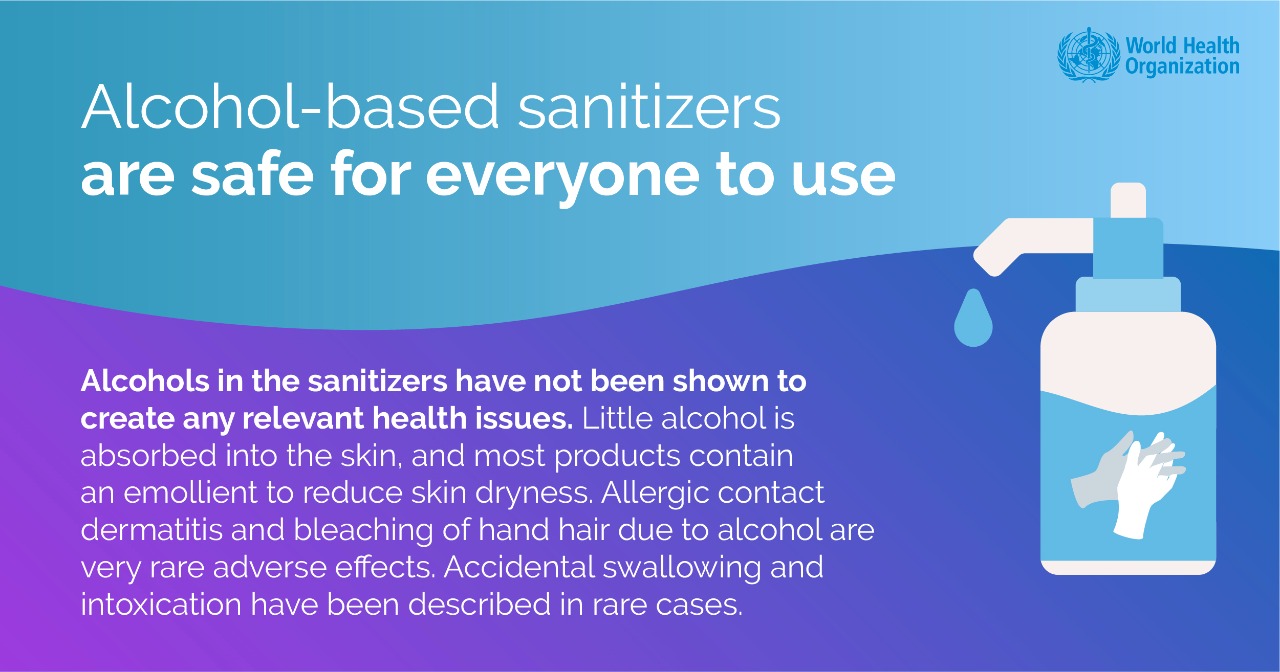 World Health
Organization
Alcohol-based sanitizers
are safe for everyone to use
Alcohols in the sanitizers have not been shown to
create any relevant health issues. Little alcohol is
absorbed into the skin, and most products contain
an emollient to reduce skin dryness. Allergic contact
dermatitis and bleaching of hand hair due to alcohol are
very rare adverse effects. Accidental swallowing and
intoxication have been described in rare cases.